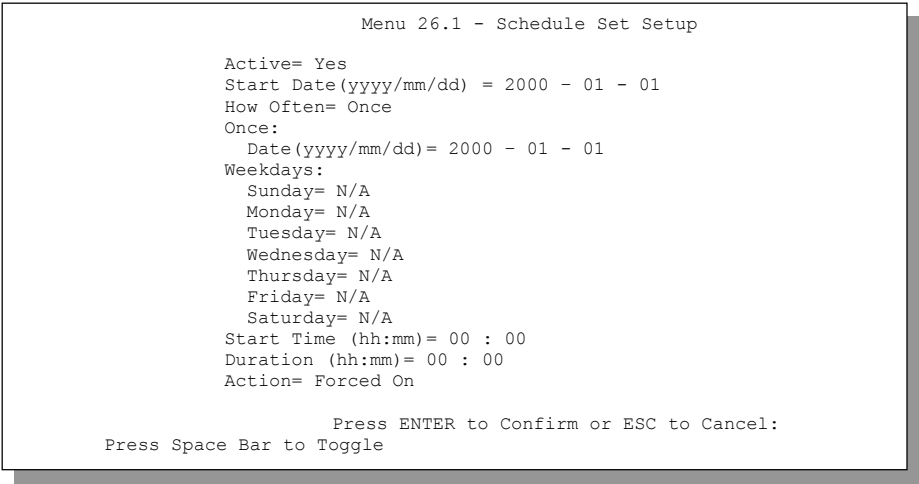 Menu 26.1 - Schedule Set Setup
Active= Yes
Start Date(yyyy/mm/dd) = 2000 – 01 - 01
How Often= Once
Once:
Date(yyyy/mm/dd)= 2000 – 01 - 01
Weekdays:
Sunday= N/A
Monday= N/A
Tuesday= N/A
Wednesday= N/A
Thursday= N/A
Friday= N/A
Saturday= N/A
Start Time (hh:mm)= 00 : 00
Duration (hh:mm)= 00 : 00
Action= Forced On
Press ENTER to Confirm or ESC to Cancel:
Press Space Bar to Toggle